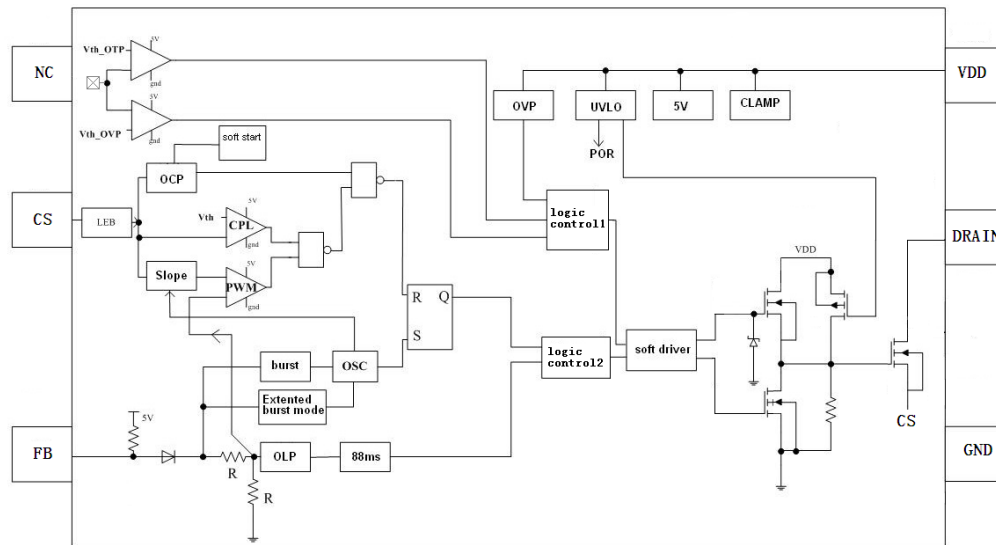 5V
Vth_OTP
NC
gnd
VDD
5V
OVP
UVLO
5V
CLAMP
Vth_OVP
gnd
soft start
POR
OCP
5V
Vth
CPL
CS
LEB
gnd
logic
control1
DRAIN
VDD
5V
Slope
PWM
gnd
R
Q
S
logic
control2
soft driver
burst
OSC
Extented
burst mode
CS
5V
FB
OLP
88ms
GND
R
R